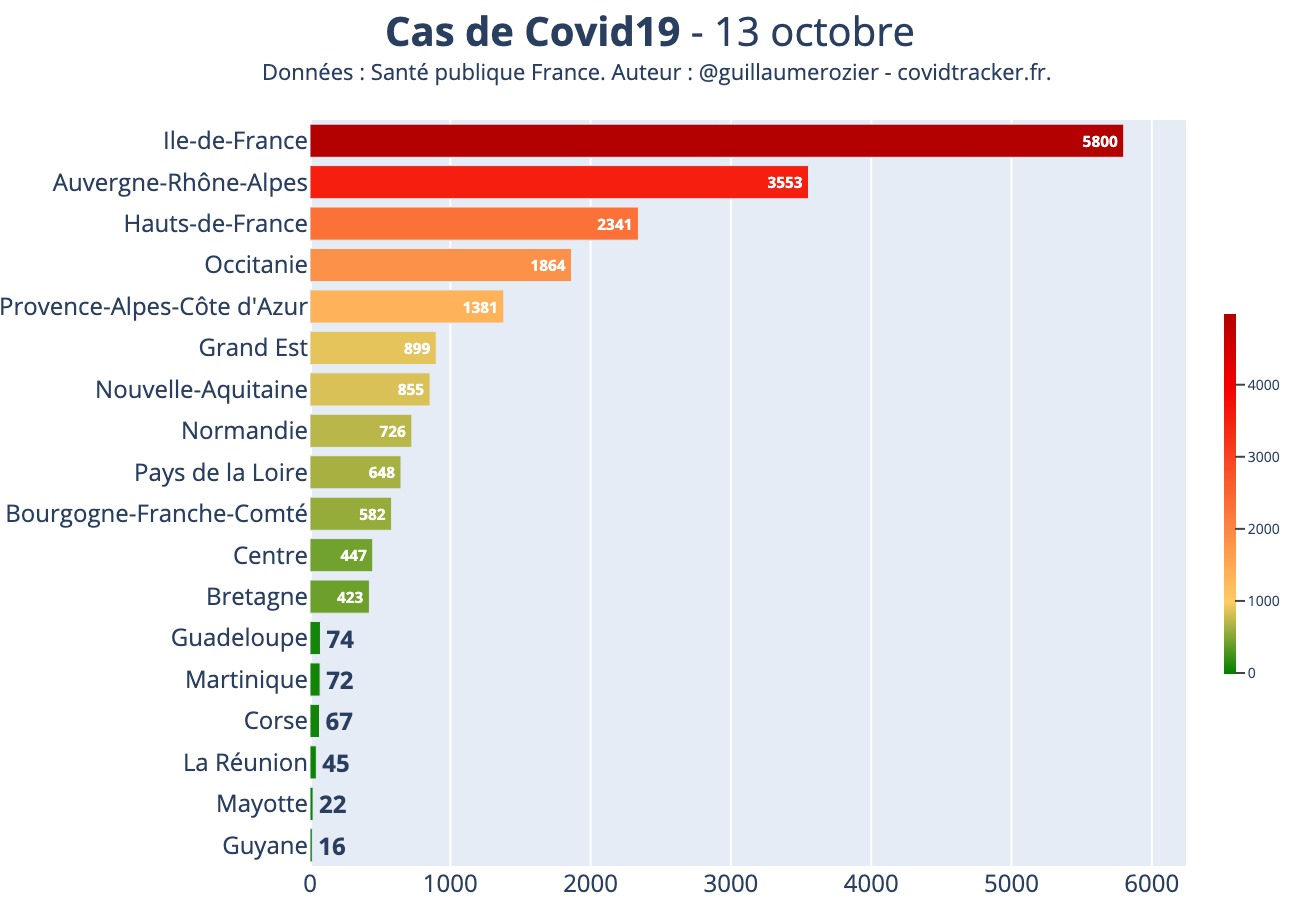 Cas de Covid19 - 13 octobre
Données : Santé publique France. Auteur : @guillaumerozier - covidtracker.fr.
Ile-de-France 5800
Auvergne-Rhône-Alpes 3553
Hauts-de-France 2341
Occitanie 1864
Provence-Alpes-Côte d'Azur 1381
Grand Est 899
Nouvelle-Aquitaine 855
Normandie 726
Pays de la Loire 648
Bourgogne-Franche-Comté 582
Centre 447
Bretagne 423
Guadeloupe 74
Martinique 72
Corse 67
La Réunion 45
Mayotte 22
Guyane 16
0 1000 2000 3000 4000 5000 6000
4000
3000
2000
1000
0